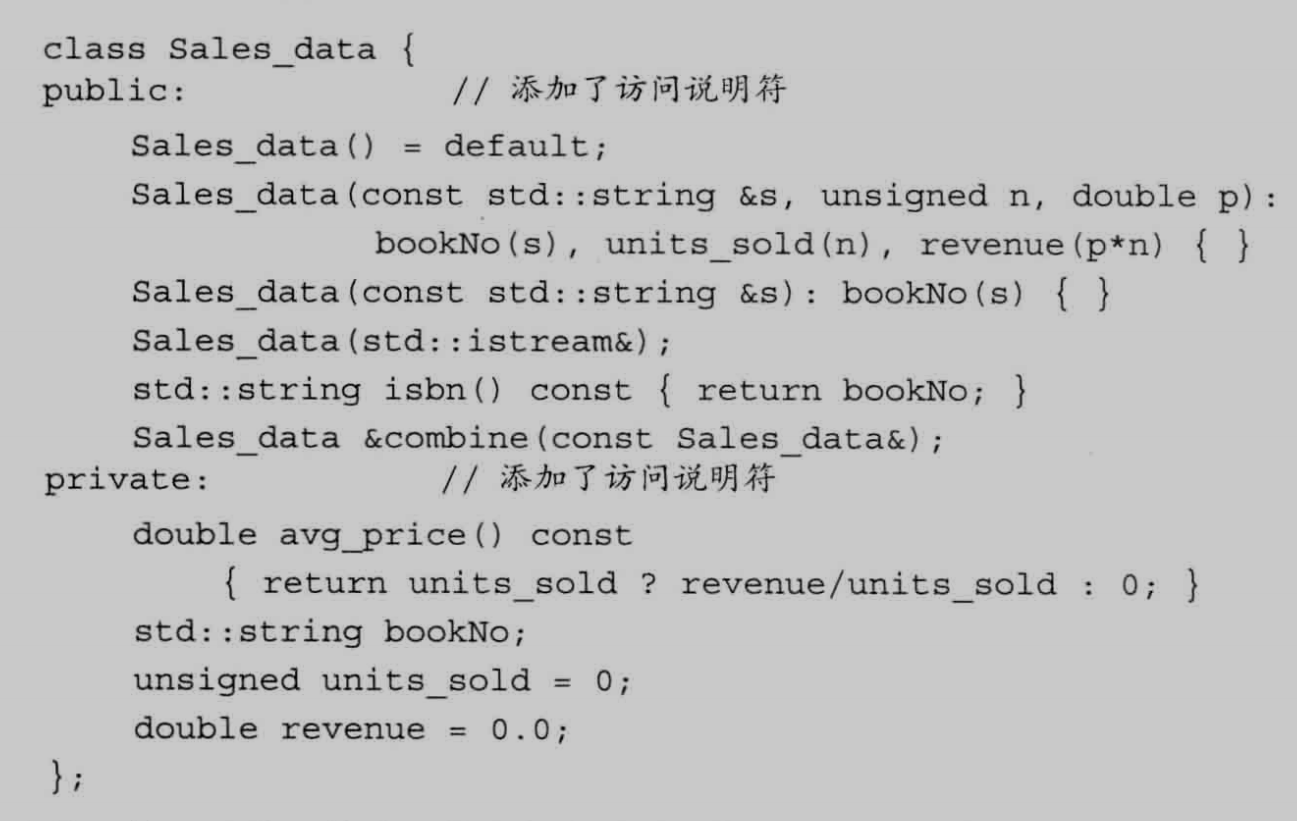 class Sales_data {
public:                // 添加了访问说明符
    Sales_data() = default;
    Sales_data(const std::string &s, unsigned n, double p):
               bookNo(s), units_sold(n), revenue(p*n) { }
    Sales_data(const std::string &s): bookNo(s) { }
    Sales_data(std::istream&);
    std::string isbn() const { return bookNo; }
    Sales_data &combine(const Sales_data&);
private:               // 添加了访问说明符
    double avg_price() const
        { return units_sold ? revenue/units_sold : 0; }
    std::string bookNo;
    unsigned units_sold = 0;
    double revenue = 0.0;
};